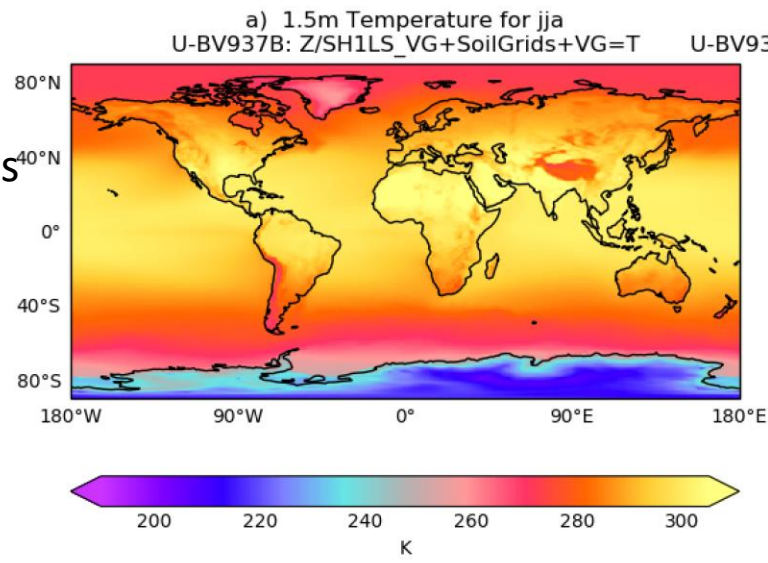 a)  1.5m Temperature for jja
U-BV937B: Z/SH1LS_VG+SoilGrids+VG=T U-BV93
80°N
s
40°N
0°
40°S
80°S
180°W 90°W 0° 90°E 180°E
200 220 240 260 280 300
K